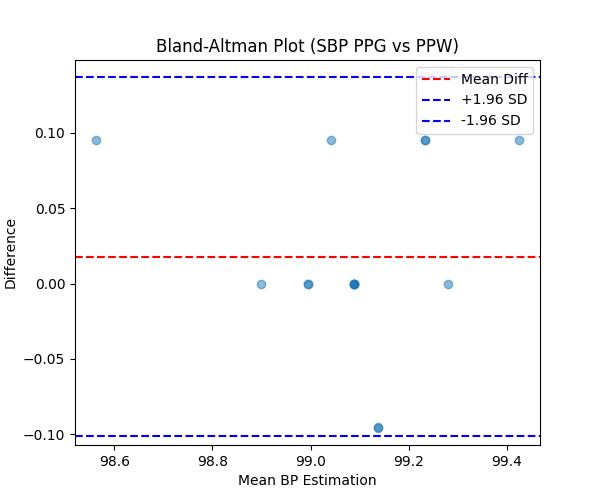 Bland-Altman Plot (SBP PPG vs PPW)
Mean Diff
+1.96 SD
-1.96 SD
Difference
0.10
0.05
0.00
−0.05
−0.10
98.6 98.8 99.0 99.2 99.4
Mean BP Estimation